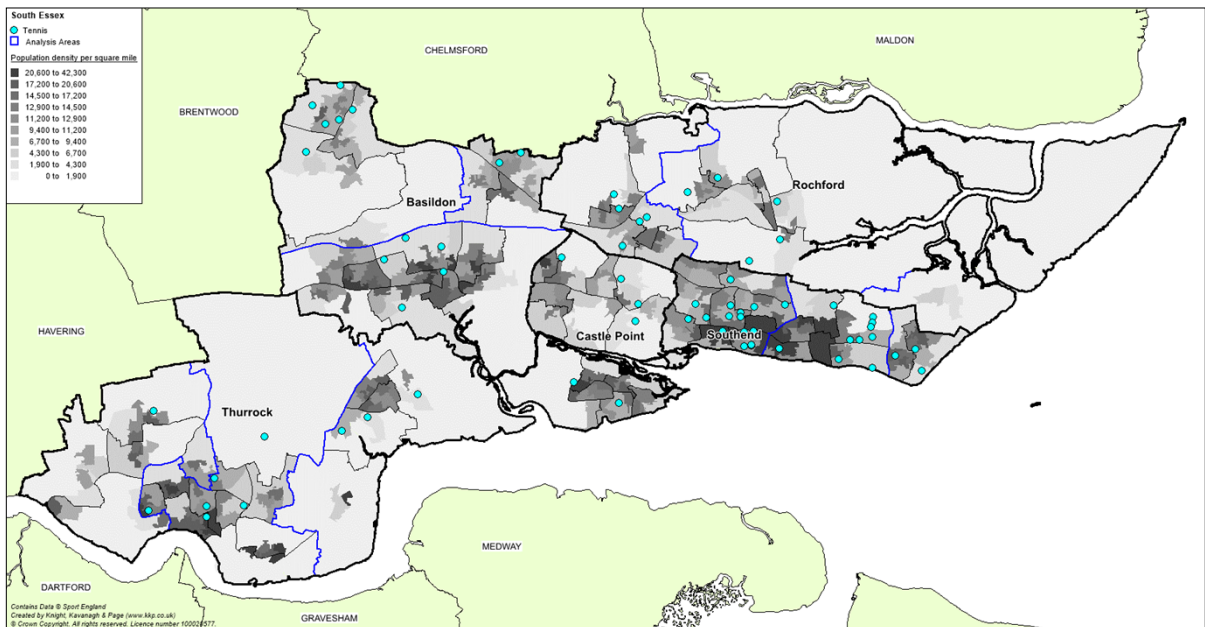 South Essex
Tennis
Analysis Areas
Population density per square mile
20,600 to 42,300
17,200 to 20,600
14,500 to 17,200
12,900 to 14,500
11,200 to 12,900
9,400 to 11,200
6,700 to 9,400
4,300 to 6,700
1,900 to 4,300
0 to 1,900
MALDON
CHELMSFORD
BRENTWOOD
Rochford
Basildon
HAVERING
Castle Point
Southend
Thurrock
MEDWAY
DARTFORD
GRAVESHAM
Contains Data ® Sport England
Created by Knight, Kavanagh & Page (www.kkp.co.uk)
® Crown Copyright. All rights reserved. Licence number 100020577.